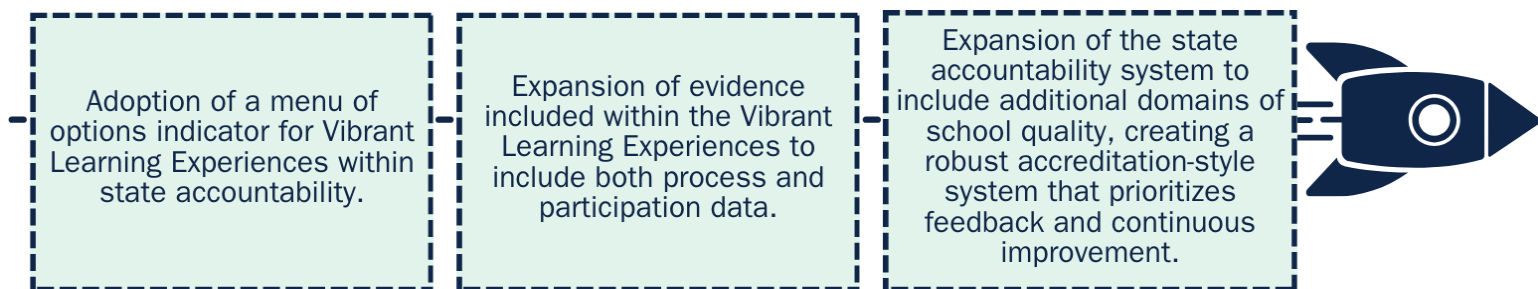 Adoption of a menu of
options indicator for Vibrant
Learning Experiences within
state accountability.
Expansion of evidence
included within the Vibrant
Learning Experiences to
include both process and
participation data.
Expansion of the state
accountability system to
include additional domains of
school quality, creating a
robust accreditation-style
system that prioritizes
feedback and continuous
improvement.